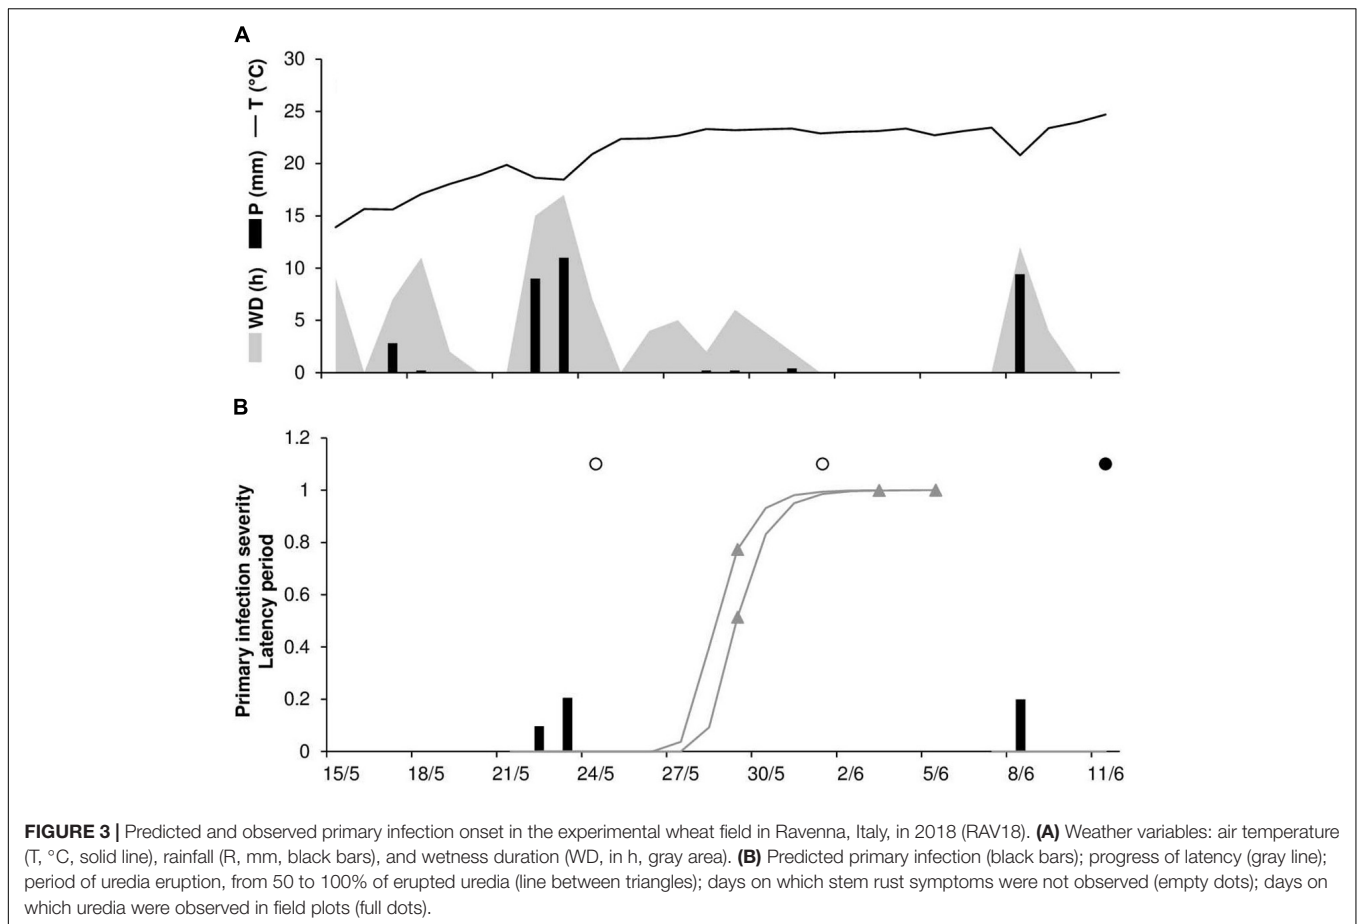 A
30
25
20
15
10
5
0
WD (h) P (mm) — T (°C)
B
1.2
1
0.8
0.6
0.4
0.2
0
Primary infection severity
Latency period
15/5 18/5 21/5 24/5 27/5 30/5 2/6 5/6 8/6 11/6
FIGURE 3 | Predicted and observed primary infection onset in the experimental wheat field in Ravenna, Italy, in 2018 (RAV18). (A) Weather variables: air temperature
(T, °C, solid line), rainfall (R, mm, black bars), and wetness duration (WD, in h, gray area). (B) Predicted primary infection (black bars); progress of latency (gray line);
period of uredia eruption, from 50 to 100% of erupted uredia (line between triangles); days on which stem rust symptoms were not observed (empty dots); days on
which uredia were observed in field plots (full dots).